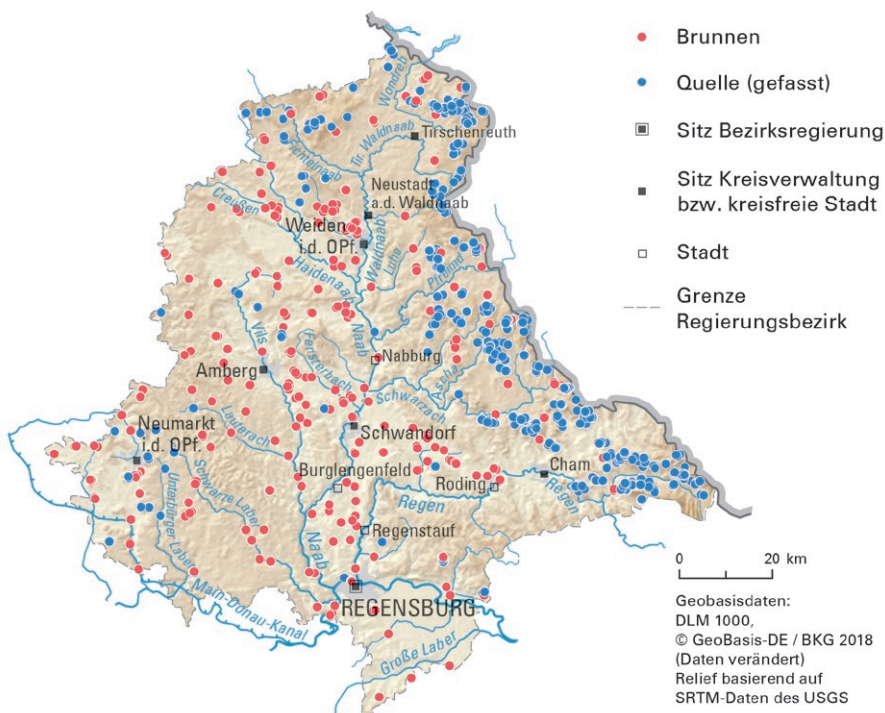 Brunnen
Quelle (gefasst)
Sitz Bezirksregierung
Sitz Kreisverwaltung
bzw. kreisfreie Stadt
Stadt
Grenze
Regierungsbezirk
Wondreb
Tirschenreuth
Tir. Waldnaab
Fichtelnaab
Neustadt
a.d. Waldnaab
Creußen
Weiden
i.d. OPf.
Waldnaab
Luhe
Haidenaab
Pfreimd
Vils
Naab
Fensterbach
Nabburg
Amberg
Ascha
Schwarzach
Neumarkt
i.d. OPf.
Lauterach
Schwandorf
Burglengenfeld
Roding
Cham
Regen
Schwarze Laber
Unterbürger Laber
Regen
Regenstauf
Naab
Main-Donau-Kanal
REGENSBURG
Große Laber
0 20 km
Geobasisdaten:
DLM 1000,
© GeoBasis-DE / BKG 2018
(Daten verändert)
Relief basierend auf
SRTM-Daten des USGS